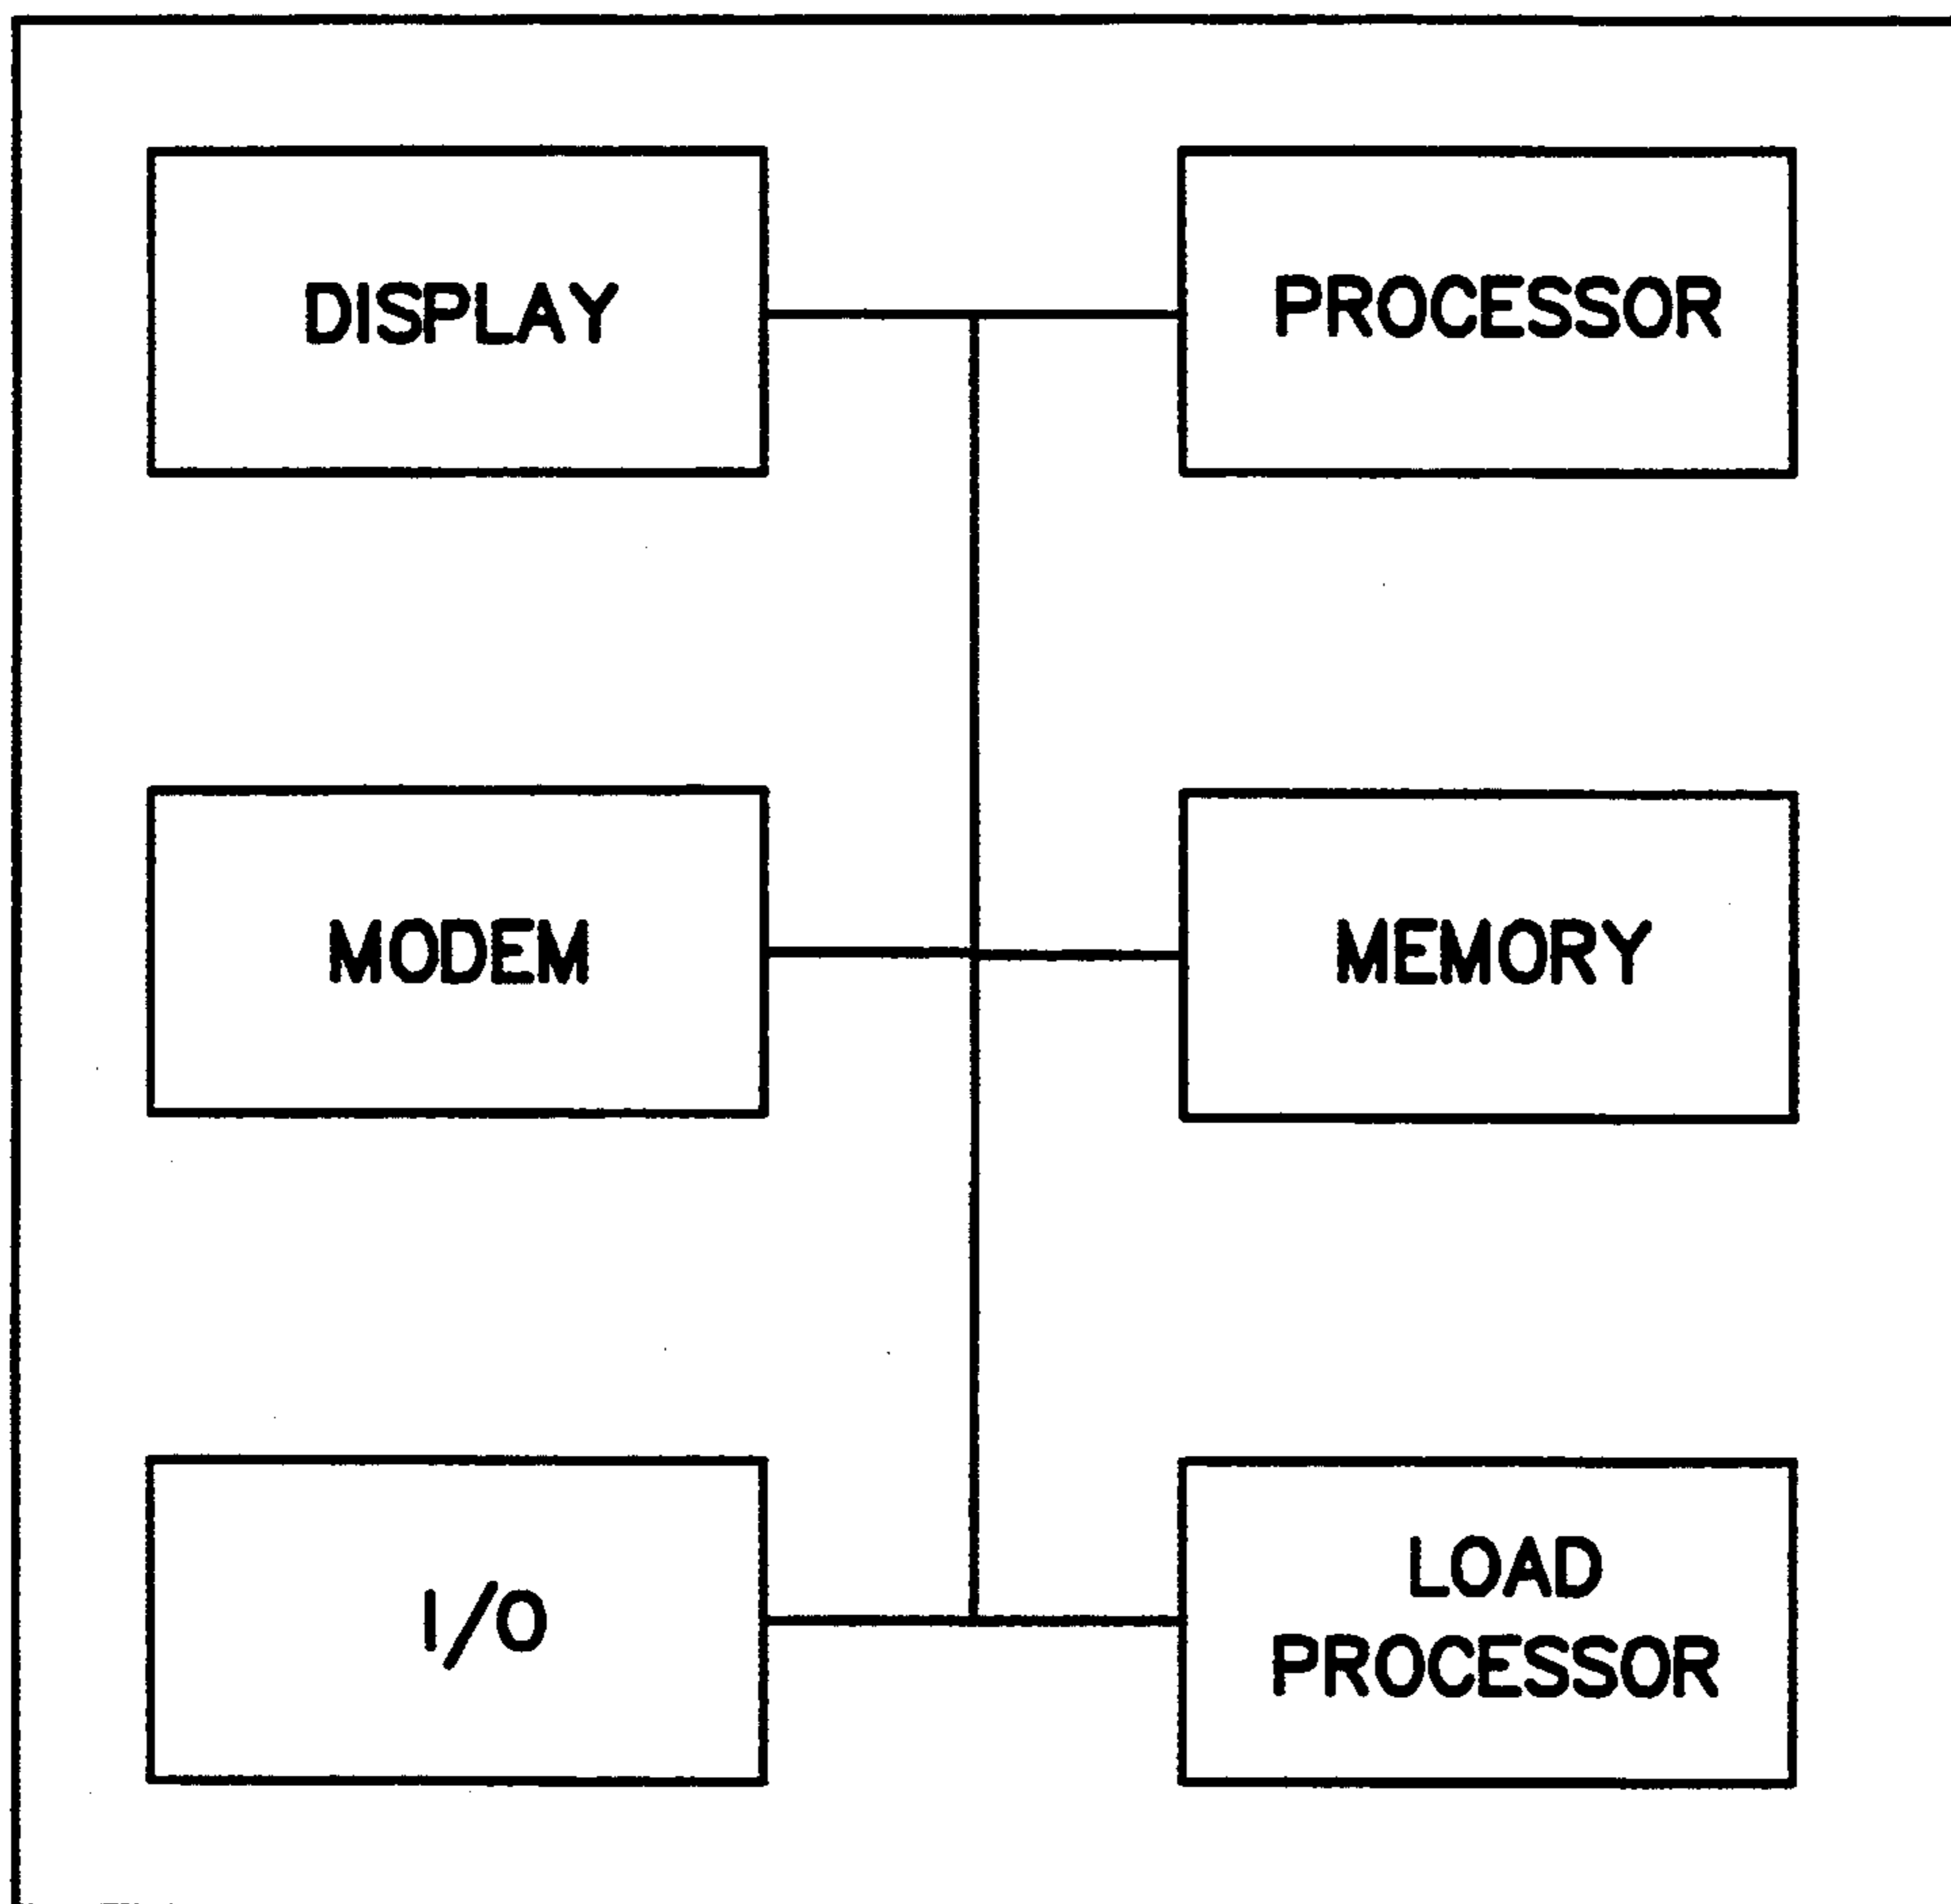 DISPLAY
PROCESSOR
MODEM
MEMORY
I/O
LOAD
PROCESSOR